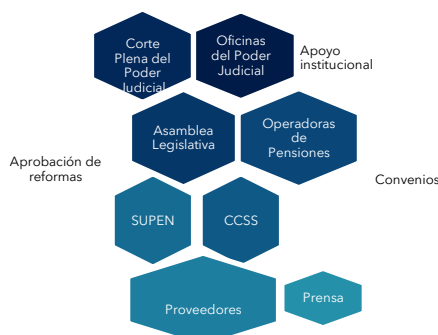 Corte
Plena del
Poder
Judicial
Oficinas
del Poder
Judicial
Apoyo
institucional
Asamblea
Legislativa
Operadoras
de
Pensiones
Aprobación de
reformas
Convenios
SUPEN
CCSS
Proveedores
Prensa